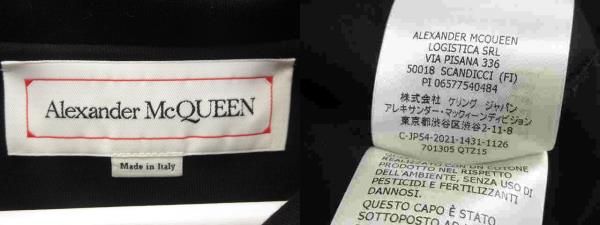 Alexander McQUEEN
Made in Italy
ALEXANDER MCQUEEN
LOGISTICA SRL
VIA PISANA 336
50018 SCANDICCI (FI)
PI 06577540484
株式会社 ケリング ジャパン
アレキサンダー・マックィーンディビジョン
東京都渋谷区渋谷2-11-8
C-JP54-2021-1431-1126
701305 QTZ15
REALIZZATO CON UN COTONE
PRODOTTO NEL RISPETTO
DELL'AMBIENTE, SENZA USO DI
PESTICIDI E FERTILIZZANTI
DANNOSI.
QUESTO CAPO È STATO
SOTTOPOSTO AD